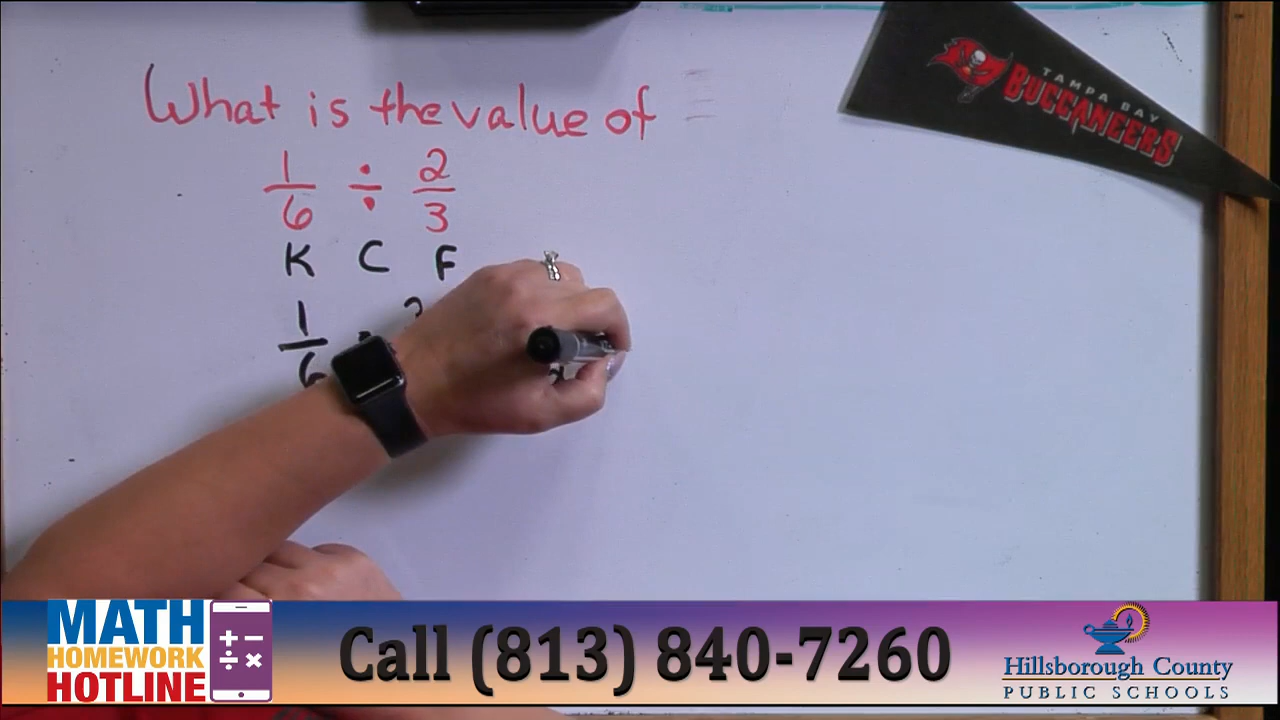 What is the value of
1/6 ÷ 2/3
K C F
1/6 ·
TAMPA BAY
BUCCANEERS
MATH
HOMEWORK
HOTLINE
+ −
÷ ×
Call (813) 840-7260
Hillsborough County
PUBLIC SCHOOLS